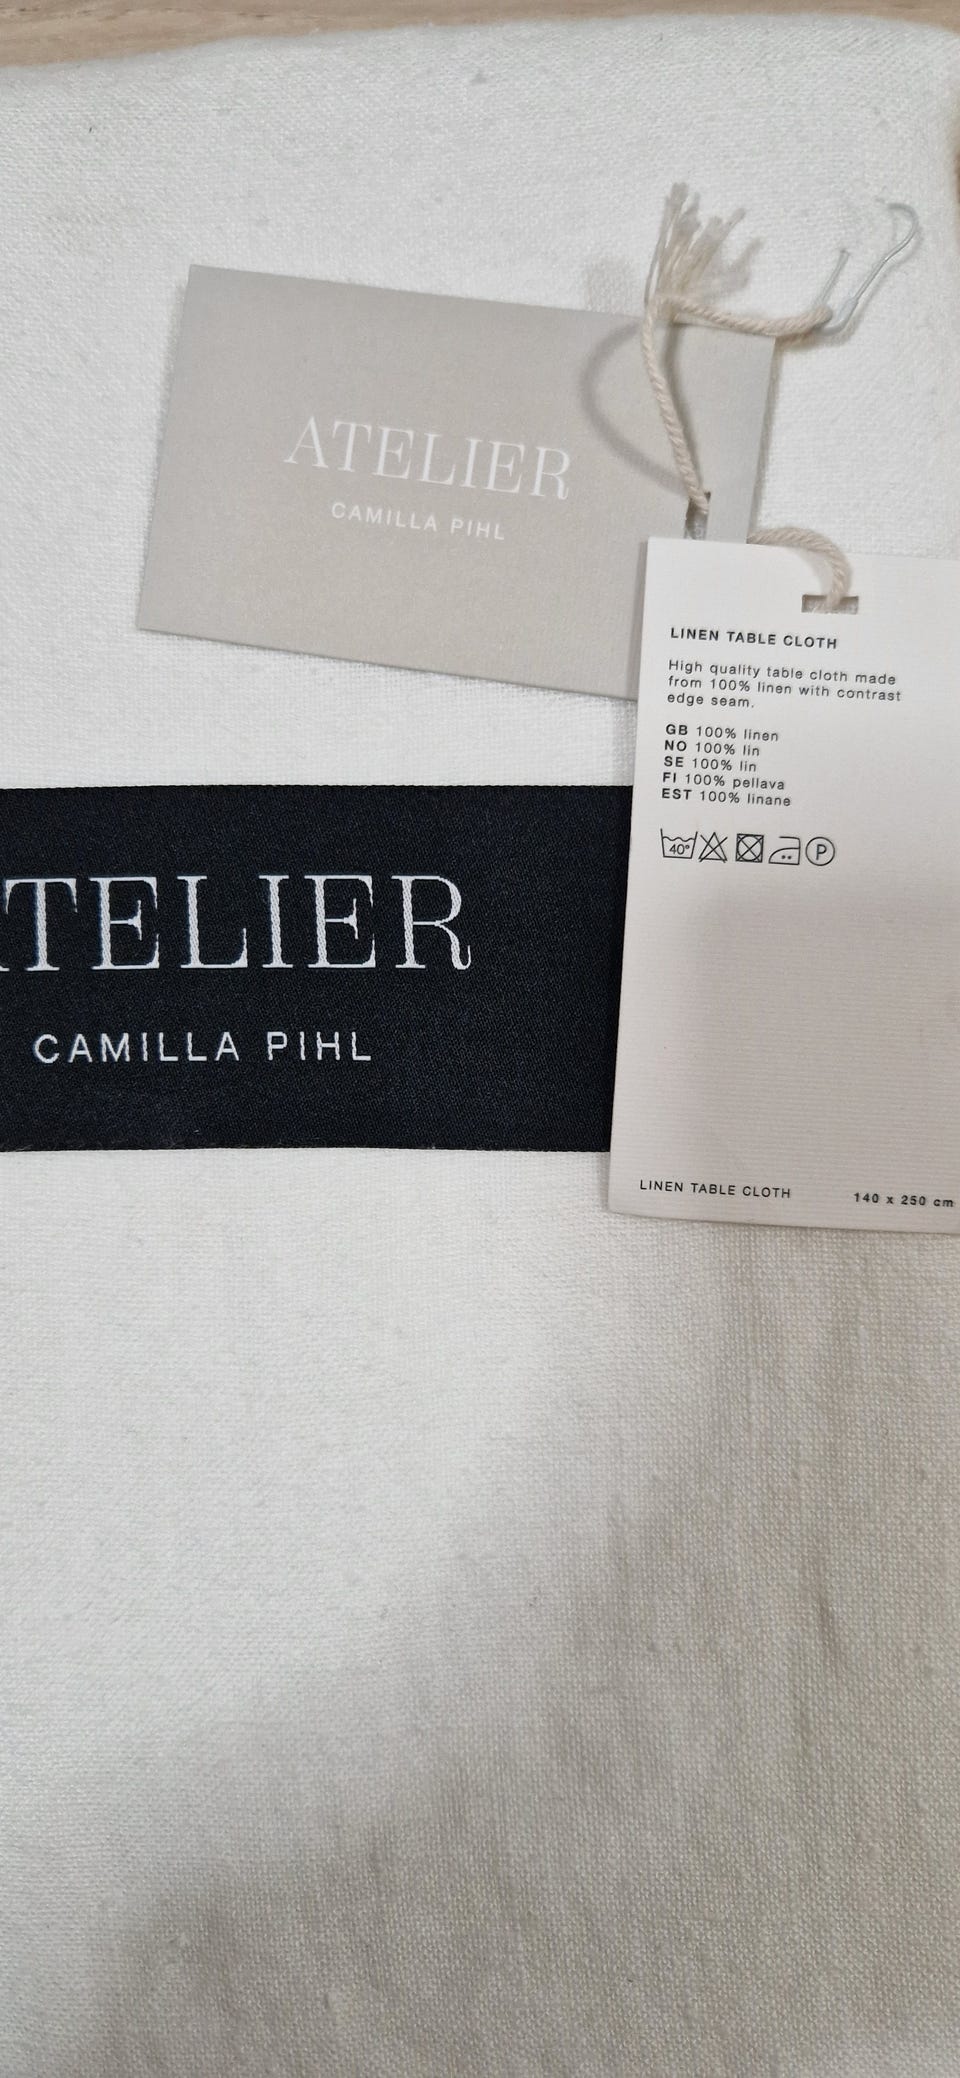 ATELIER
CAMILLA PIHL
LINEN TABLE CLOTH
High quality table cloth made
from 100% linen with contrast
edge seam.
GB 100% linen
NO 100% lin
SE 100% lin
FI 100% pellava
EST 100% linane
40° P
TELIER
CAMILLA PIHL
LINEN TABLE CLOTH 140 x 250 cm